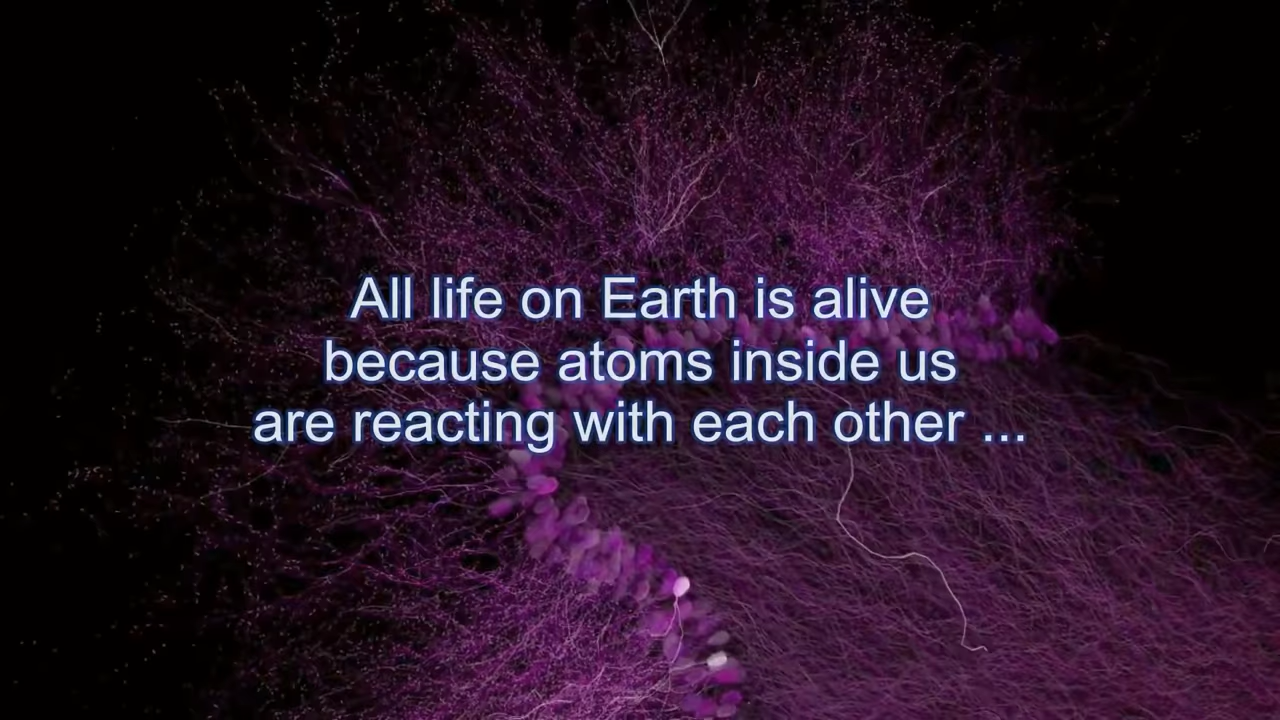 All life on Earth is alive
because atoms inside us
are reacting with each other ...